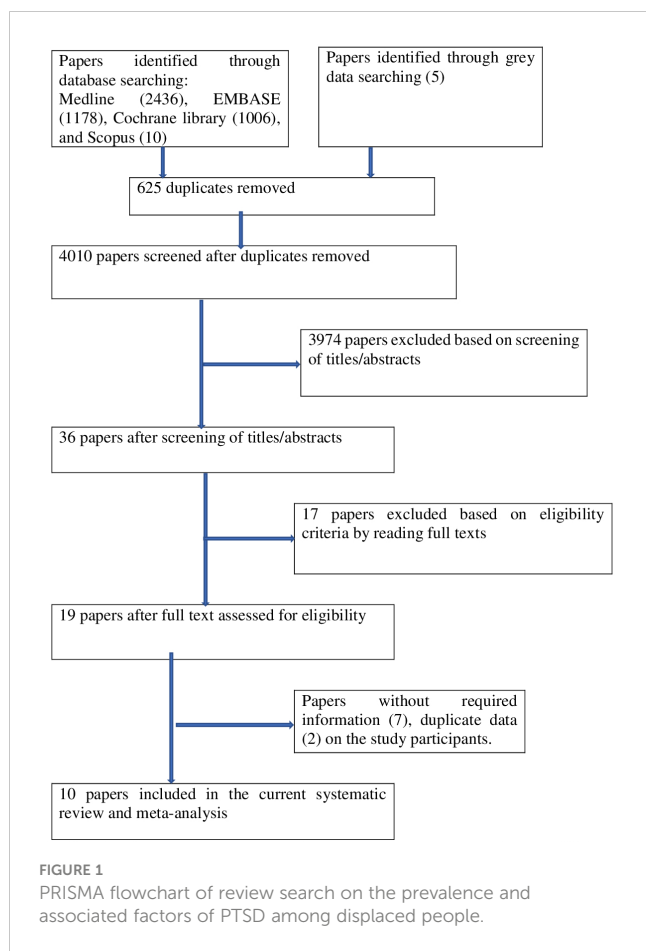 Papers identified through
database searching:
Medline (2436), EMBASE
(1178), Cochrane library (1006),
and Scopus (10)
Papers identified through grey
data searching (5)
625 duplicates removed
4010 papers screened after duplicates removed
3974 papers excluded based on screening
of titles/abstracts
36 papers after screening of titles/abstracts
17 papers excluded based on eligibility
criteria by reading full texts
19 papers after full text assessed for eligibility
Papers without required
information (7), duplicate data
(2) on the study participants.
10 papers included in the current systematic
review and meta-analysis
FIGURE 1
PRISMA flowchart of review search on the prevalence and
associated factors of PTSD among displaced people.